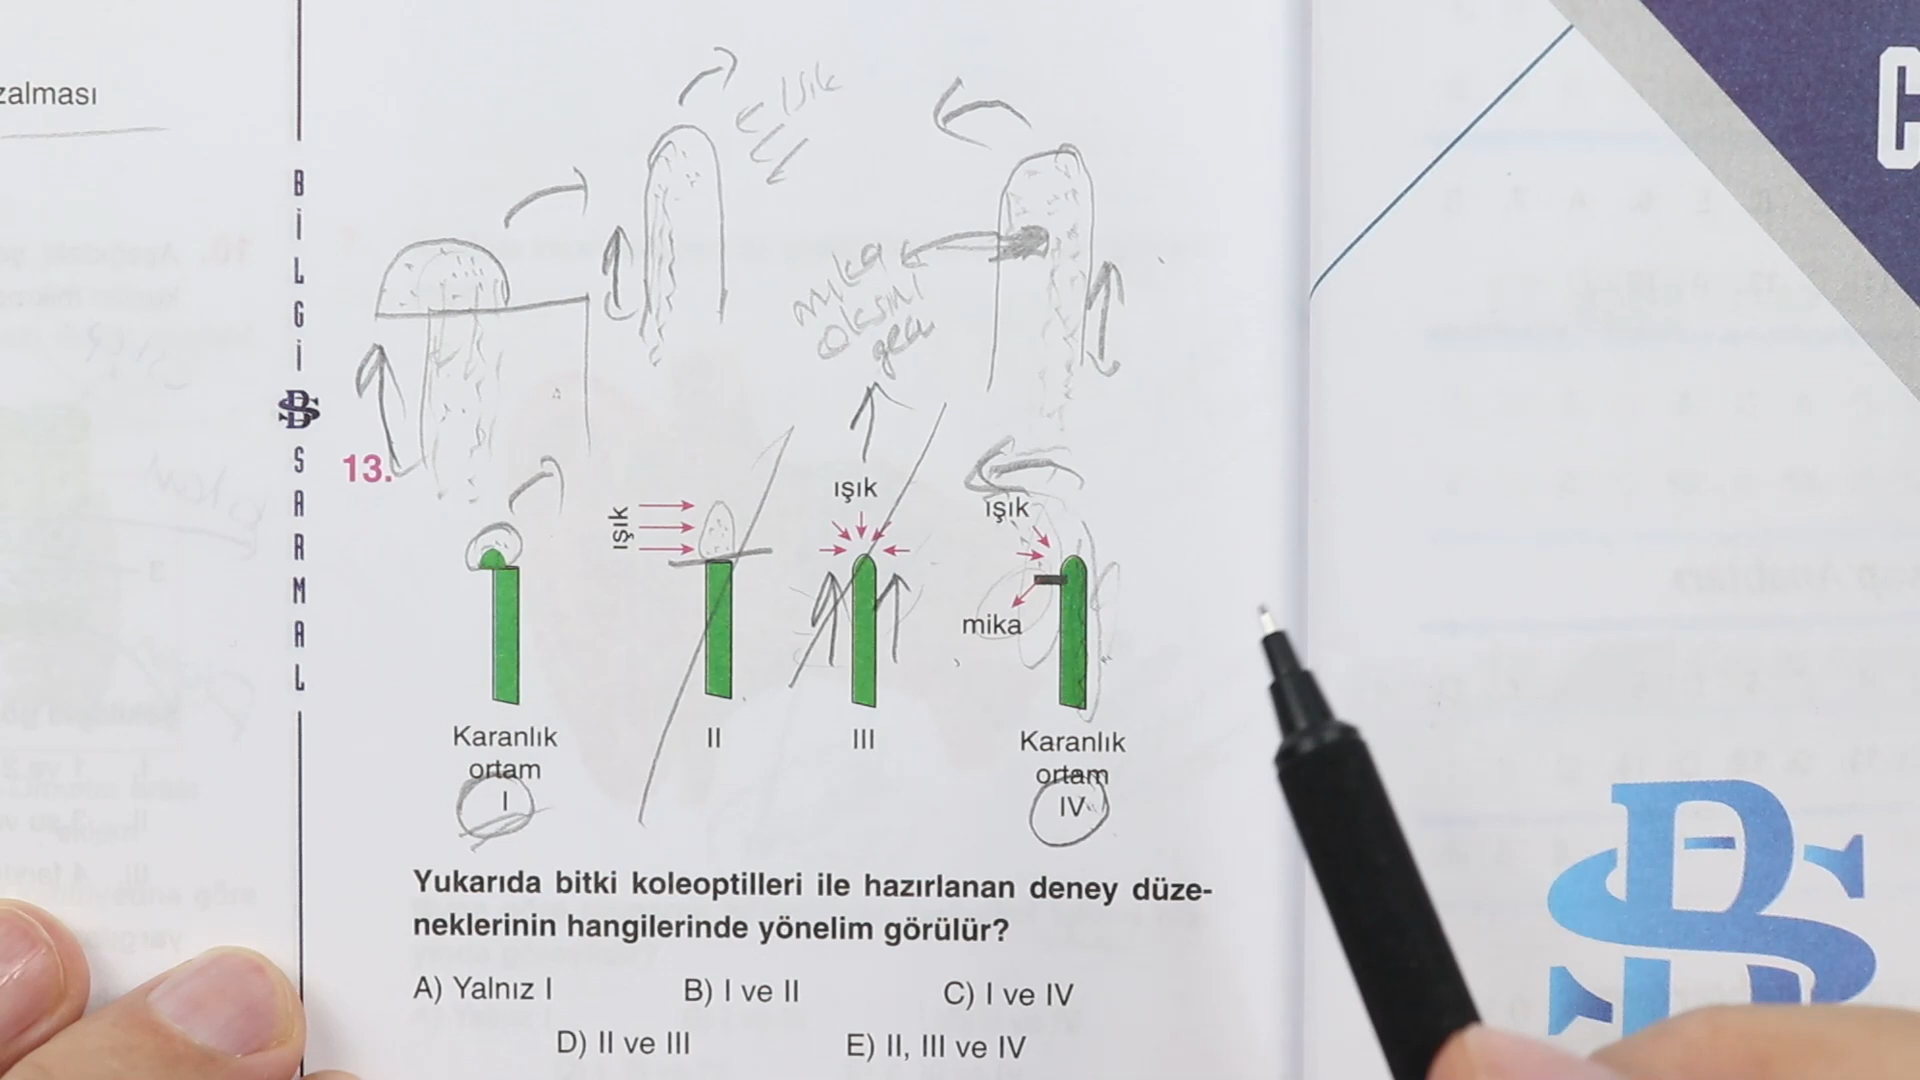 zalması
BİLGİ SARMAL
C
Işık
mika
13.
ışık
ışık
ışık
mika
Karanlık
ortam
I
II
III
Karanlık
ortam
IV
Yukarıda bitki koleoptilleri ile hazırlanan deney düze-
neklerinin hangilerinde yönelim görülür?
A) Yalnız I
B) I ve II
C) I ve IV
D) II ve III
E) II, III ve IV